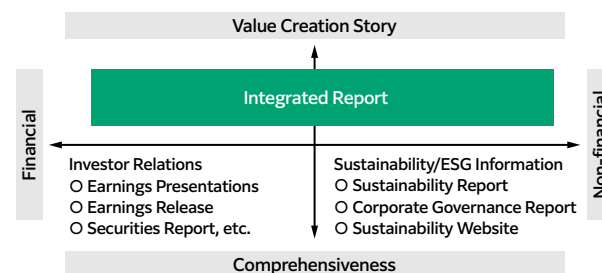 Value Creation Story
Financial
Integrated Report
Non-financial
Investor Relations
○ Earnings Presentations
○ Earnings Release
○ Securities Report, etc.
Sustainability/ESG Information
○ Sustainability Report
○ Corporate Governance Report
○ Sustainability Website
Comprehensiveness